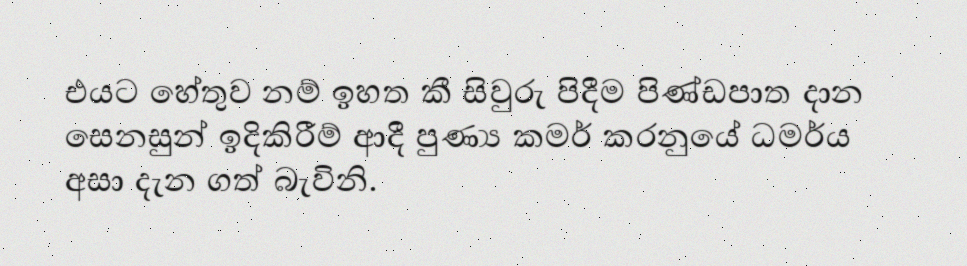 එයට හේතුව නම් ඉහත කී සිවුරු පිදීම පිණ්ඩපාත දාන
සෙනසුන් ඉදිකිරීම් ආදී පුණ්‍ය කමර් කරනුයේ ධමර්ය
අසා දැන ගත් බැවිනි.